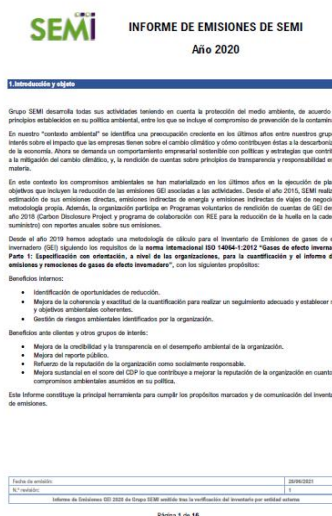 SEMI
INFORME DE EMISIONES DE SEMI
Año 2020
1.Introducción y objeto
Grupo SEMI desarrolla todas sus actividades teniendo en cuenta la protección del medio ambiente, de acuerdo
principios establecidos en su política ambiental, entre los que se incluye el compromiso de prevención de la contamin
En nuestro "contexto ambiental" se identifica una preocupación creciente en los últimos años entre nuestros grup
interés sobre el impacto que las empresas tienen sobre el cambio climático y cómo contribuyen éstas a la descarboniz
de la economía. Ahora se demanda un comportamiento empresarial sostenible con políticas y estrategias que contri
a la mitigación del cambio climático, y, la rendición de cuentas sobre principios de transparencia y responsabilidad en
materia.
En este contexto los compromisos ambientales se han materializado en los últimos años en la ejecución de pla
objetivos que incluyen la reducción de las emisiones GEI asociadas a las actividades. Desde el año 2015, SEMI realiz
estimación de sus emisiones directas, emisiones indirectas de energía y emisiones indirectas de viajes de negoci
metodología propia. Además, la organización participa en Programas voluntarios de rendición de cuentas de GEI des
año 2018 (Carbon Disclosure Project y programa de colaboración con REE para la reducción de la huella en la cade
suministro) con reportes anuales sobre emisiones.
Desde el año 2019 hemos adoptado una metodología de cálculo para el Inventario de Emisiones de gases de e
invernadero (GEI) siguiendo los requisitos de la norma internacional ISO 14064-1:2012 "Gases de efecto inverna
Parte 1: Especificación con orientación, a nivel de las organizaciones, para la cuantificación y el informe d
emisiones y remociones de gases de efecto invernadero", con los siguientes propósitos:
Beneficios internos:
• Identificación de oportunidades de reducción.
• Mejora de la coherencia y exactitud de la cuantificación para realizar un seguimiento adecuado y establecer
y objetivos ambientales coherentes.
• Gestión de riesgos ambientales identificados por la organización.
Beneficios ante clientes y otros grupos de interés:
• Mejora de la credibilidad y la transparencia en el desempeño ambiental de la organización.
• Mejora del reporte público.
• Refuerzo de la reputación de la organización como socialmente responsable.
• Mejora sustancial en el score del CDP lo que contribuye a mejorar la reputación de la organización en cuanto
compromisos ambientales asumidos en su política.
Este Informe constituye la principal herramienta para cumplir los propósitos marcados y de comunicación del Inventa
de emisiones.
Fecha de emisión: 28/06/2021
N.º revisión: 1
Informe de Emisiones GEI 2020 de Grupo SEMI emitido tras la verificación del inventario por entidad externa
Página 1 de 16